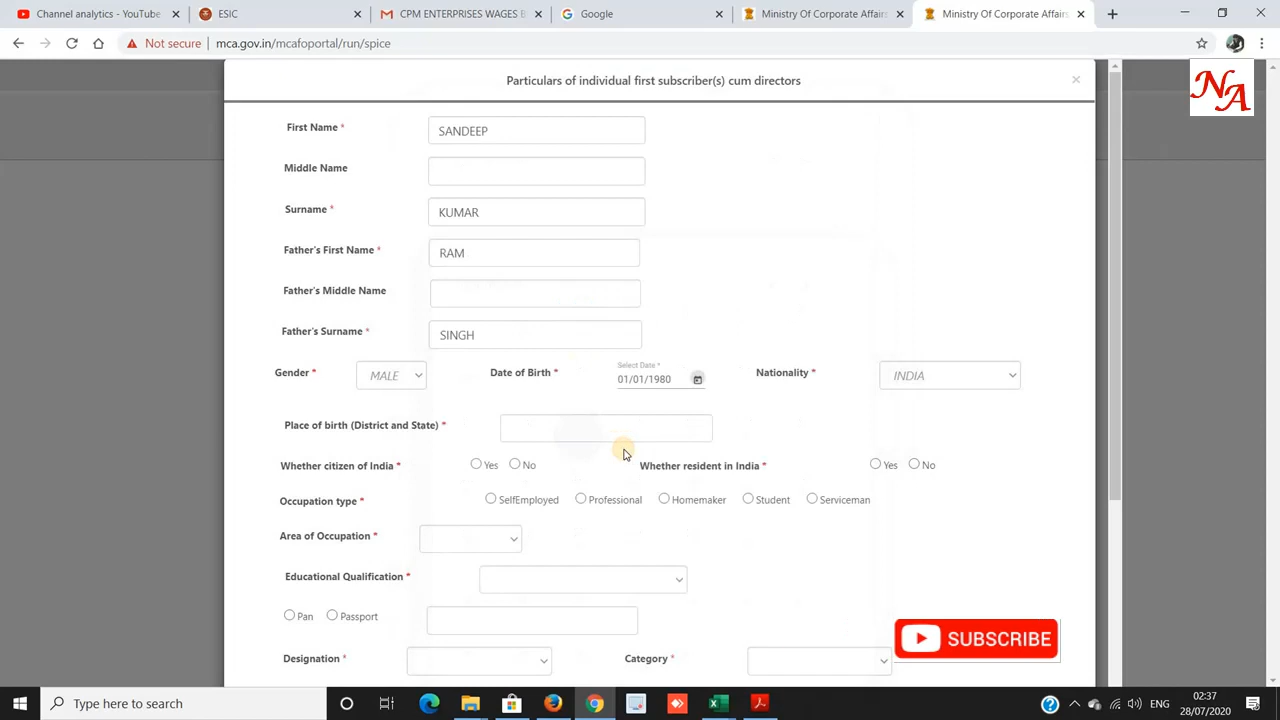 Channel analytics - YouTube
ESIC
CPM ENTERPRISES WAGES B
Google
Ministry Of Corporate Affairs
Ministry Of Corporate Affairs
Not secure | mca.gov.in/mcafoportal/run/spice
NA
Particulars of individual first subscriber(s) cum directors ×
First Name * SANDEEP
Middle Name
Surname * KUMAR
Father's First Name * RAM
Father's Middle Name
Father's Surname * SINGH
Select Date *
Gender * MALE Date of Birth * 01/01/1980 Nationality * INDIA
Place of birth (District and State) *
Whether citizen of India * Yes No Whether resident in India * Yes No
Occupation type * SelfEmployed Professional Homemaker Student Serviceman
Area of Occupation *
Educational Qualification *
Pan Passport
SUBSCRIBE
Designation * Category *
Type here to search
ENG
02:37
28/07/2020